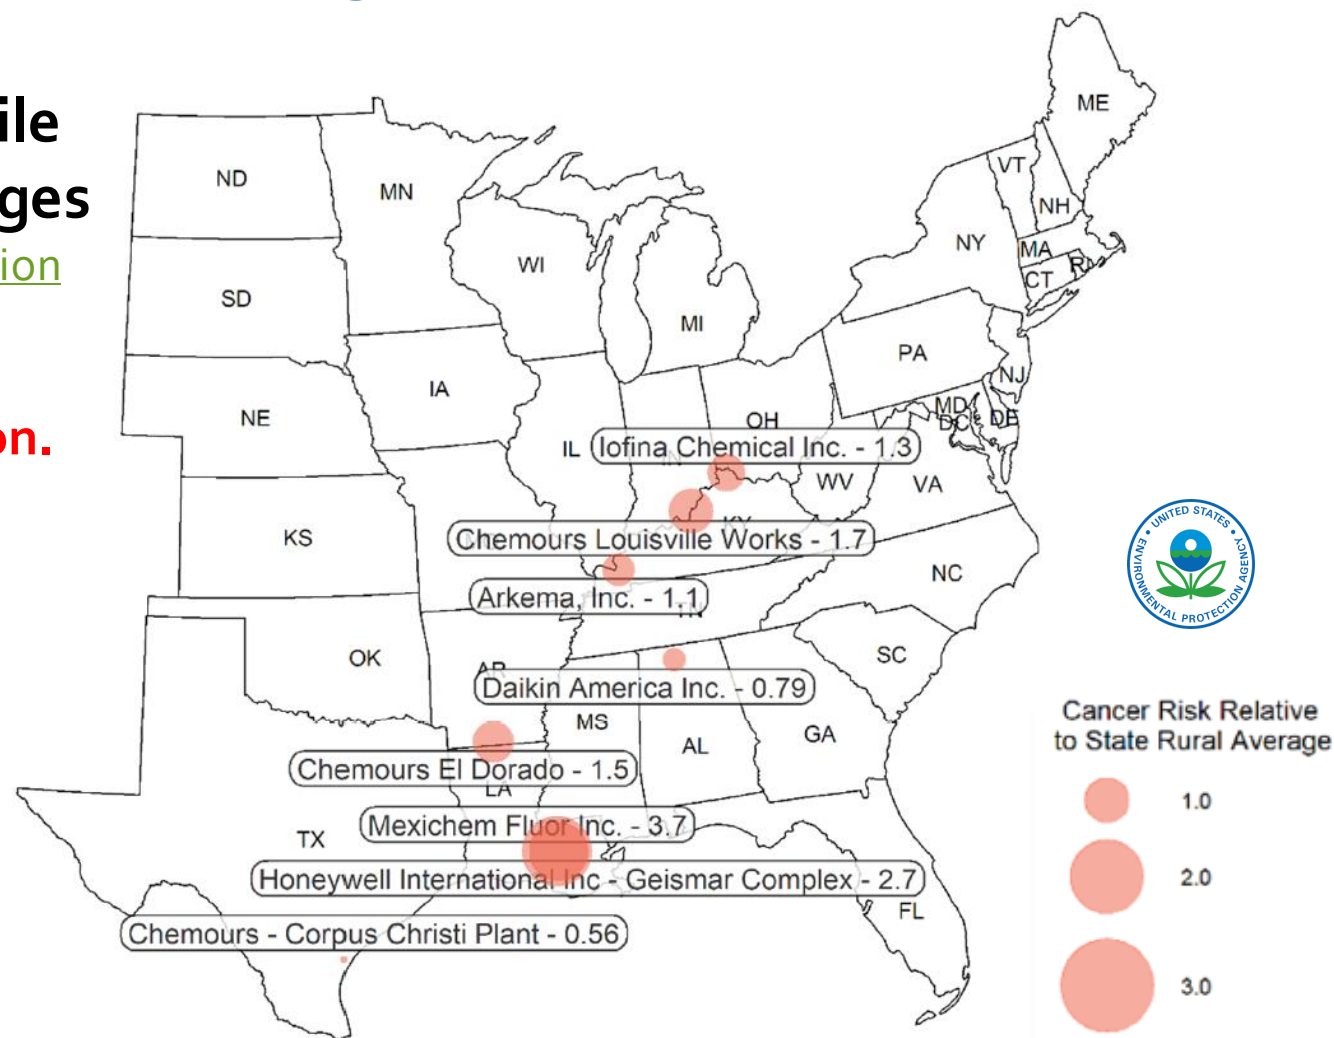 ile
ges
ion
on.
ME
ND
MN
VT
NH
NY
MA
CT
WI
SD
MI
PA
NJ
IA
NE
OH
MD
DC
DE
IL
Iofina Chemical Inc. - 1.3
IN
WV
VA
KS
KY
Chemours Louisville Works - 1.7
NC
Arkema, Inc. - 1.1
TN
OK
AR
SC
Daikin America Inc. - 0.79
MS
AL
GA
Chemours El Dorado - 1.5
LA
TX
Mexichem Fluor Inc. - 3.7
Honeywell International Inc - Geismar Complex - 2.7
FL
Chemours - Corpus Christi Plant - 0.56
UNITED STATES
ENVIRONMENTAL PROTECTION AGENCY
Cancer Risk Relative
to State Rural Average
1.0
2.0
3.0